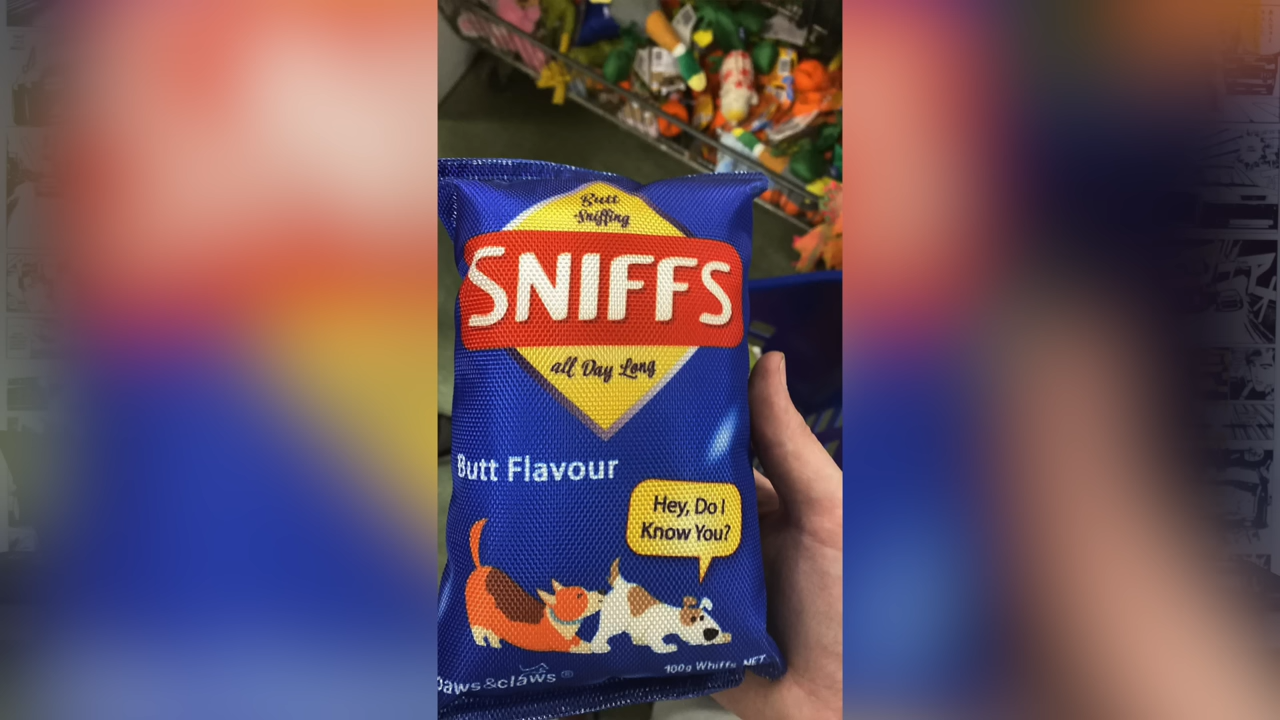 Butt
Sniffing
SNIFFS
all Day Long
Butt Flavour
Hey, Do I
Know You?
paws&claws®
100g Whiffs NET